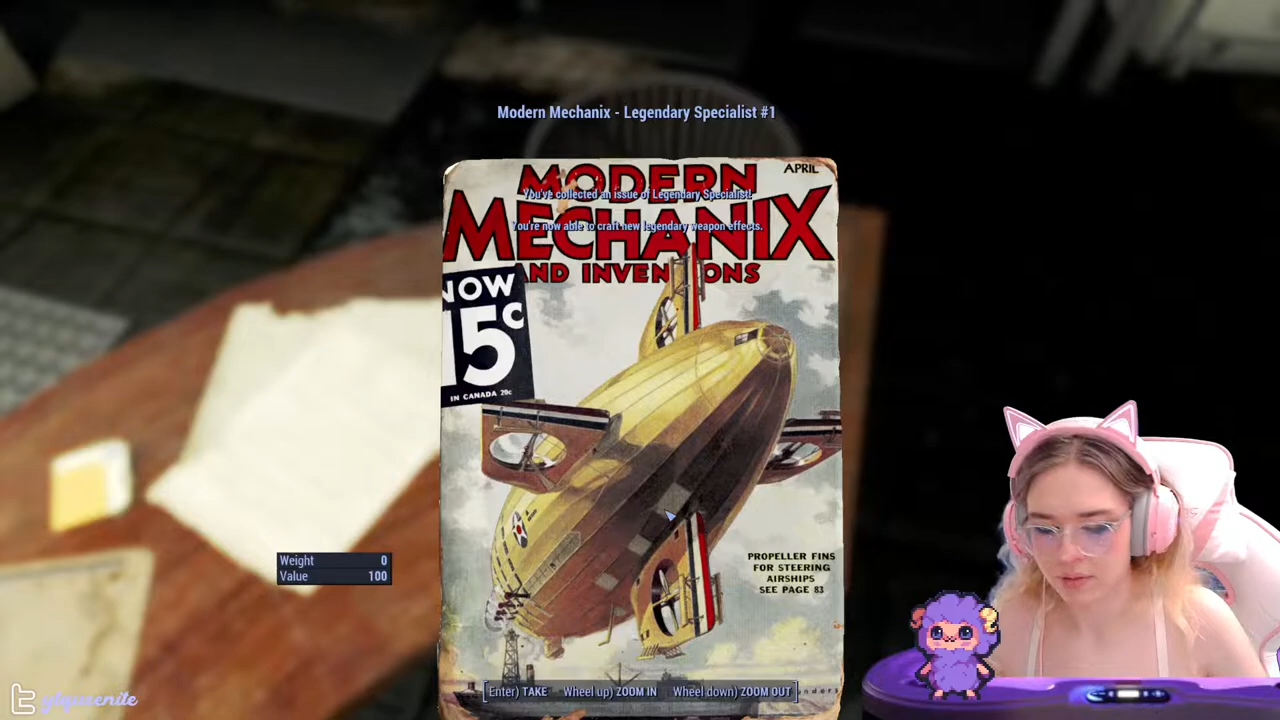 Modern Mechanix - Legendary Specialist #1
APRIL
MODERN
You've collected an issue of Legendary Specialist!
MECHANIX
You're now able to craft new legendary weapon effects.
AND INVENTIONS
NOW
15c
IN CANADA 20c
PROPELLER FINS
FOR STEERING
AIRSHIPS
SEE PAGE 83
Weight 0
Value 100
Enter) TAKE Wheel up) ZOOM IN Wheel down) ZOOM OUT